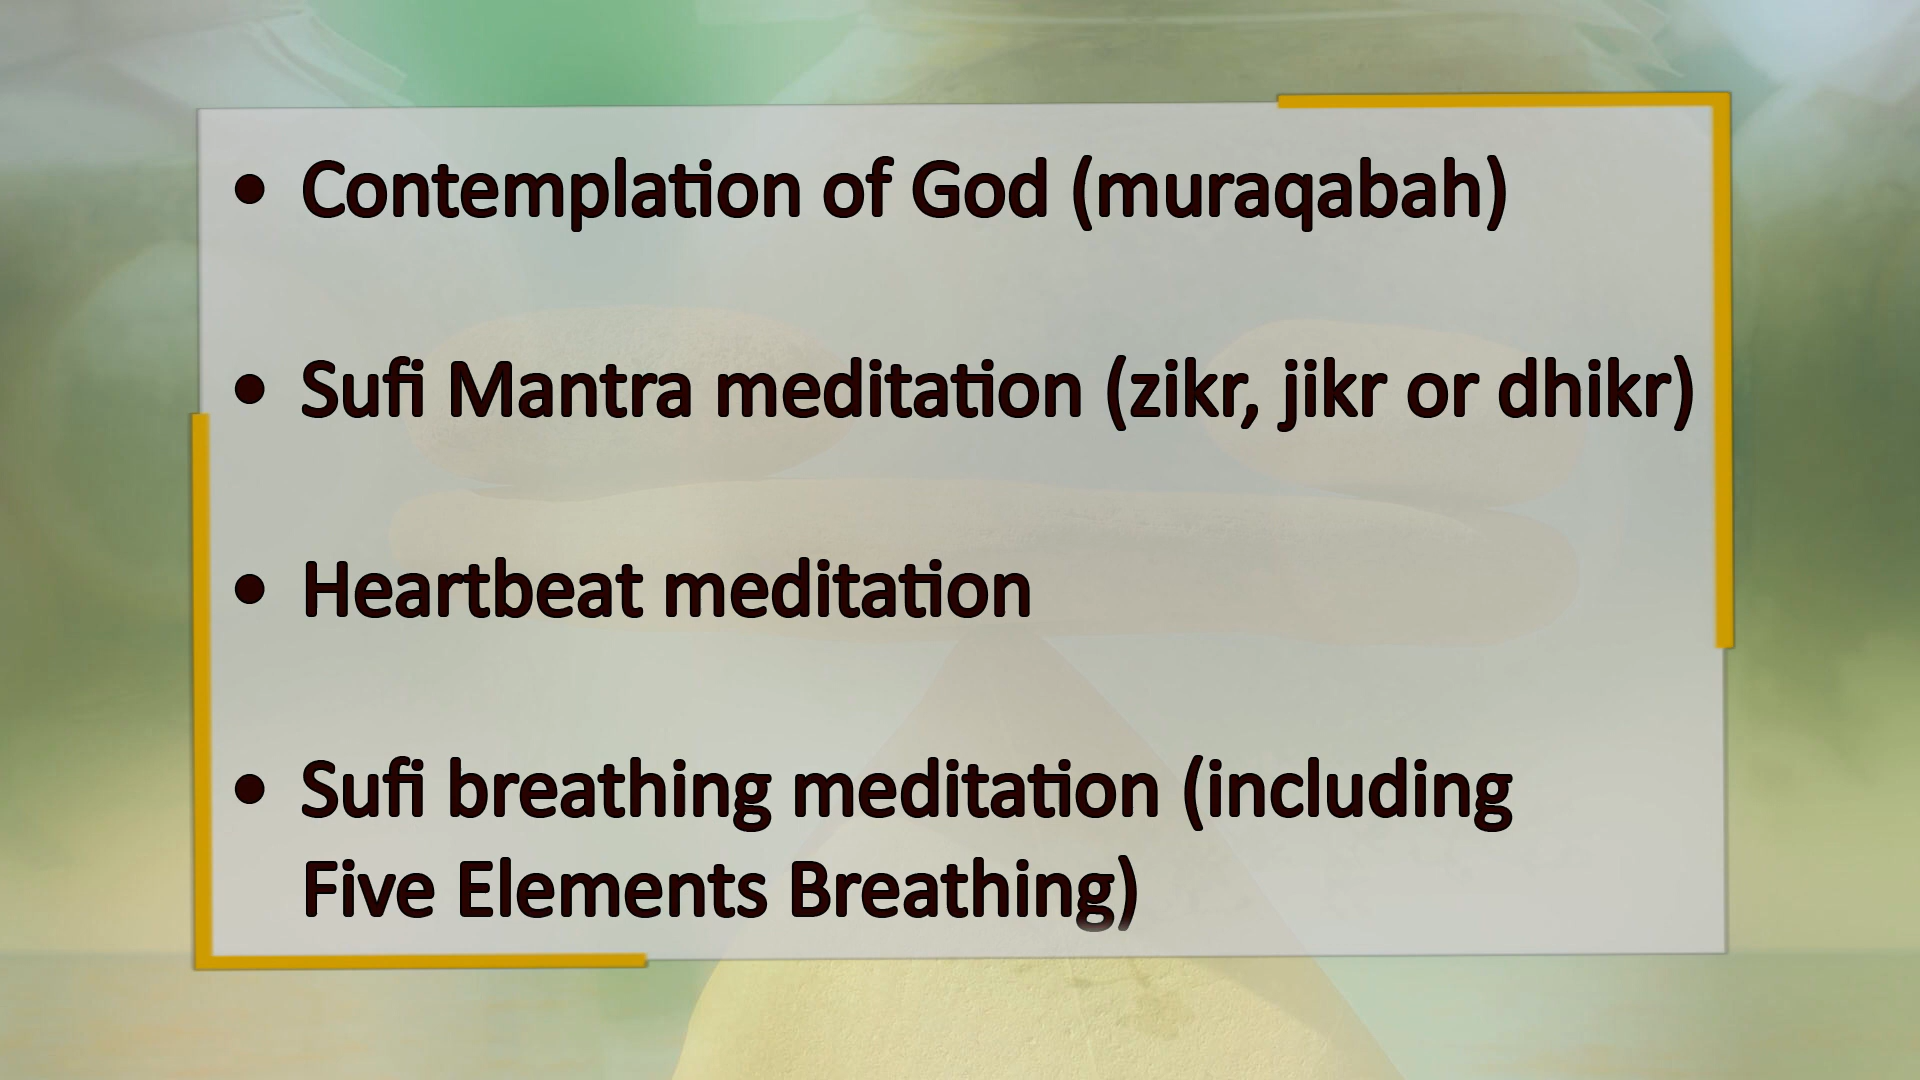 • Contemplation of God (muraqabah)
• Sufi Mantra meditation (zikr, jikr or dhikr)
• Heartbeat meditation
• Sufi breathing meditation (including
Five Elements Breathing)